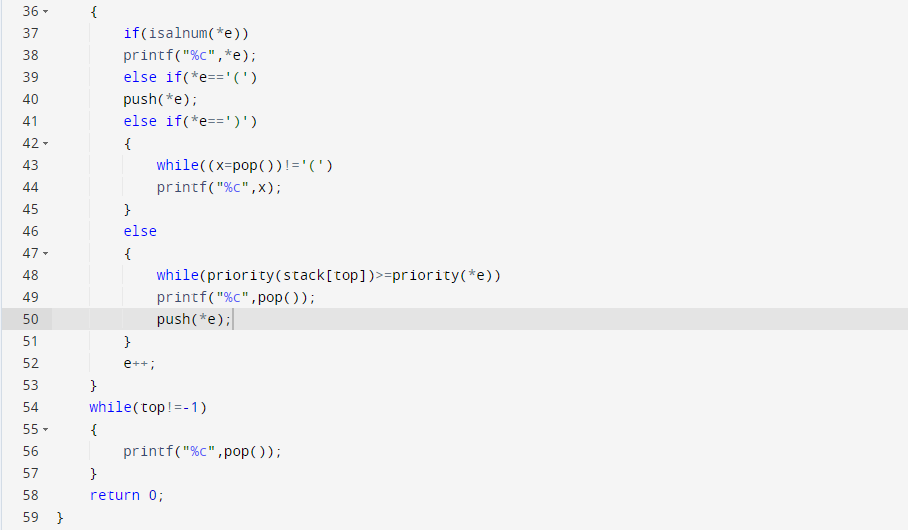 36 {
37 if(isalnum(*e))
38 printf("%c",*e);
39 else if(*e=='(')
40 push(*e);
41 else if(*e==')')
42 {
43 while((x=pop())!='(')
44 printf("%c",x);
45 }
46 else
47 {
48 while(priority(stack[top])>=priority(*e))
49 printf("%c",pop());
50 push(*e);
51 }
52 e++;
53 }
54 while(top!=-1)
55 {
56 printf("%c",pop());
57 }
58 return 0;
59 }